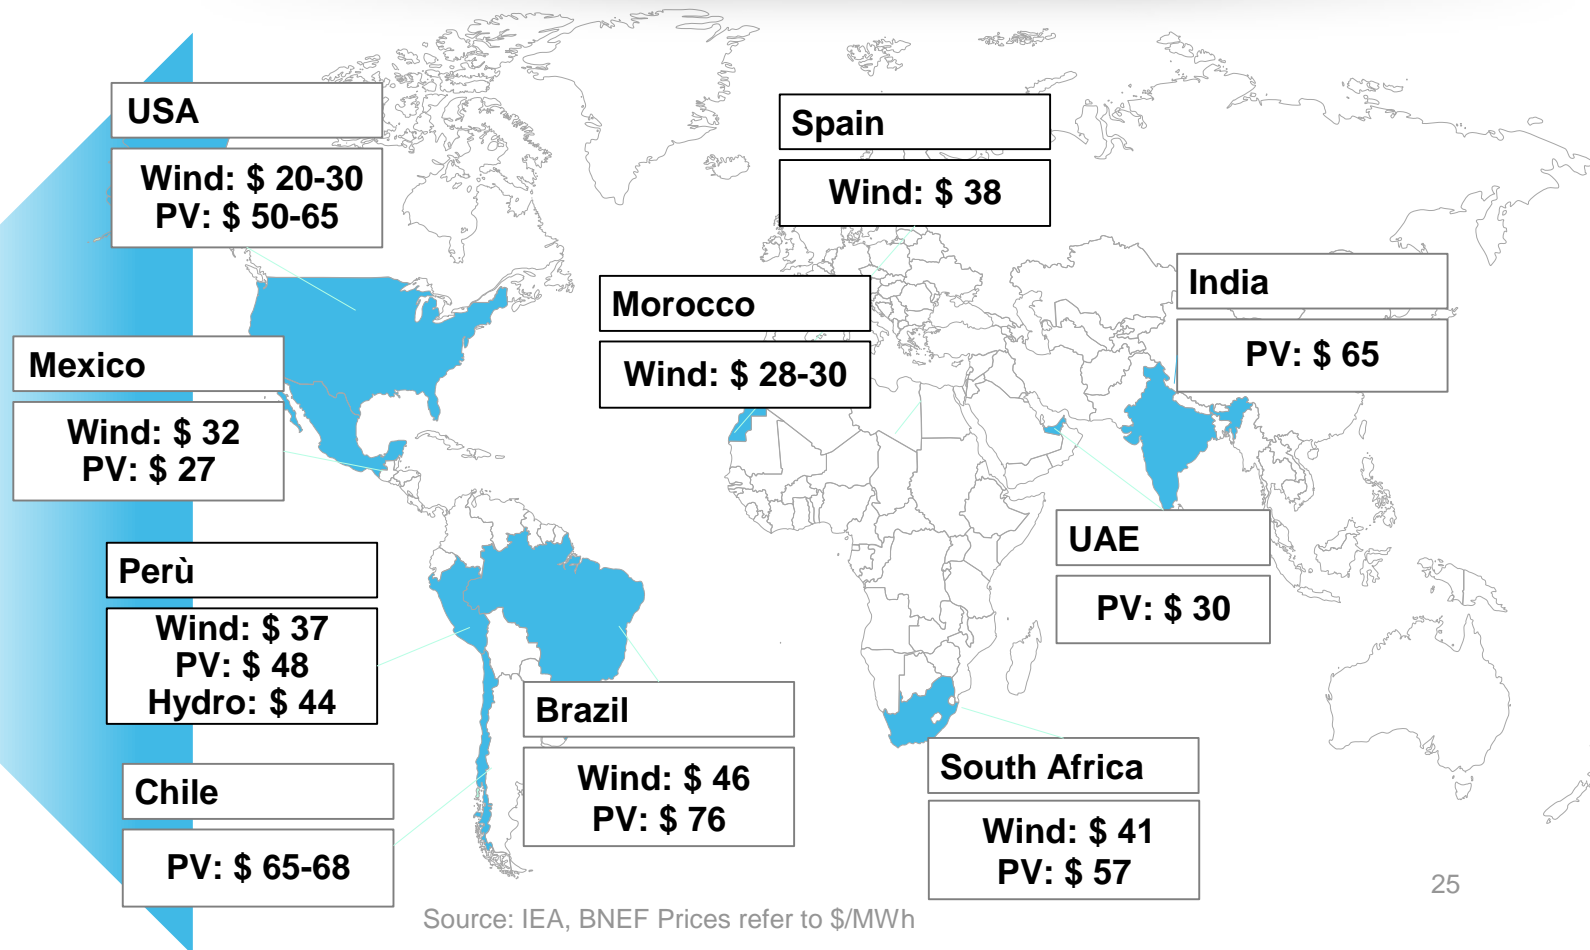 USA
Wind: $ 20-30
PV: $ 50-65
Spain
Wind: $ 38
Morocco
Wind: $ 28-30
India
PV: $ 65
Mexico
Wind: $ 32
PV: $ 27
UAE
PV: $ 30
Perù
Wind: $ 37
PV: $ 48
Hydro: $ 44
Brazil
Wind: $ 46
PV: $ 76
South Africa
Wind: $ 41
PV: $ 57
Chile
PV: $ 65-68
25
Source: IEA, BNEF Prices refer to $/MWh